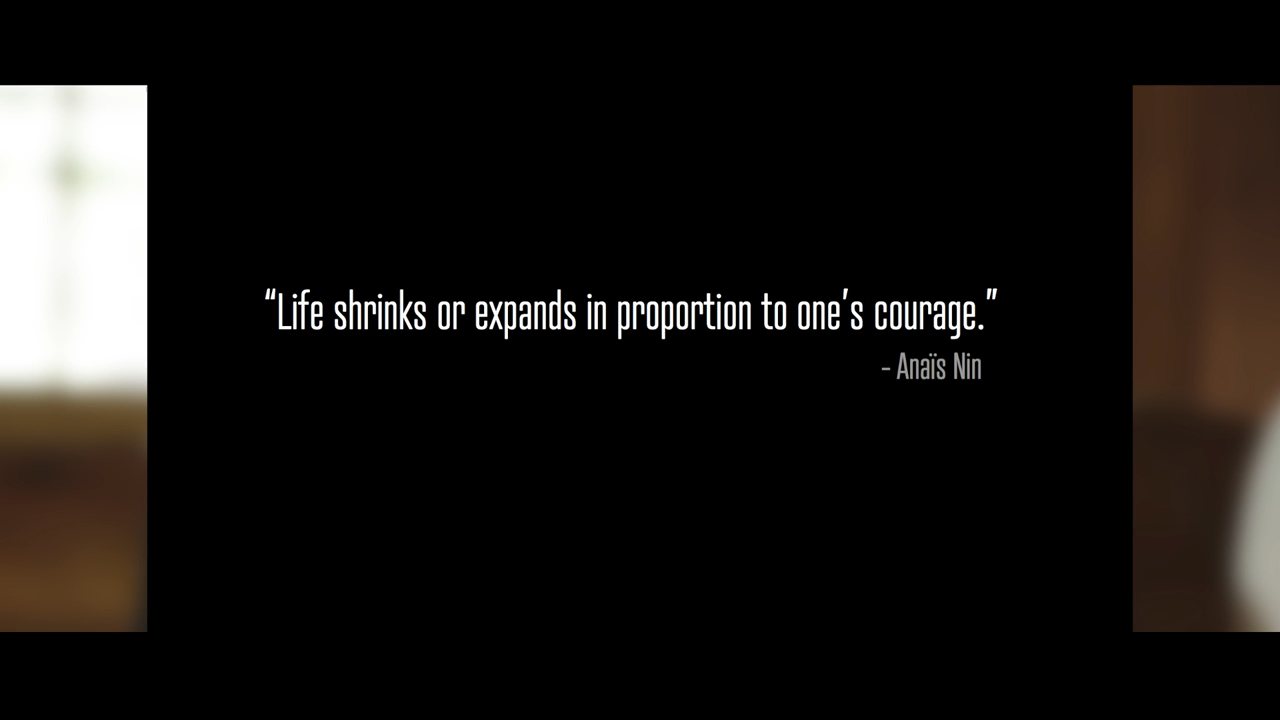 “Life shrinks or expands in proportion to one’s courage.”
- Anaïs Nin